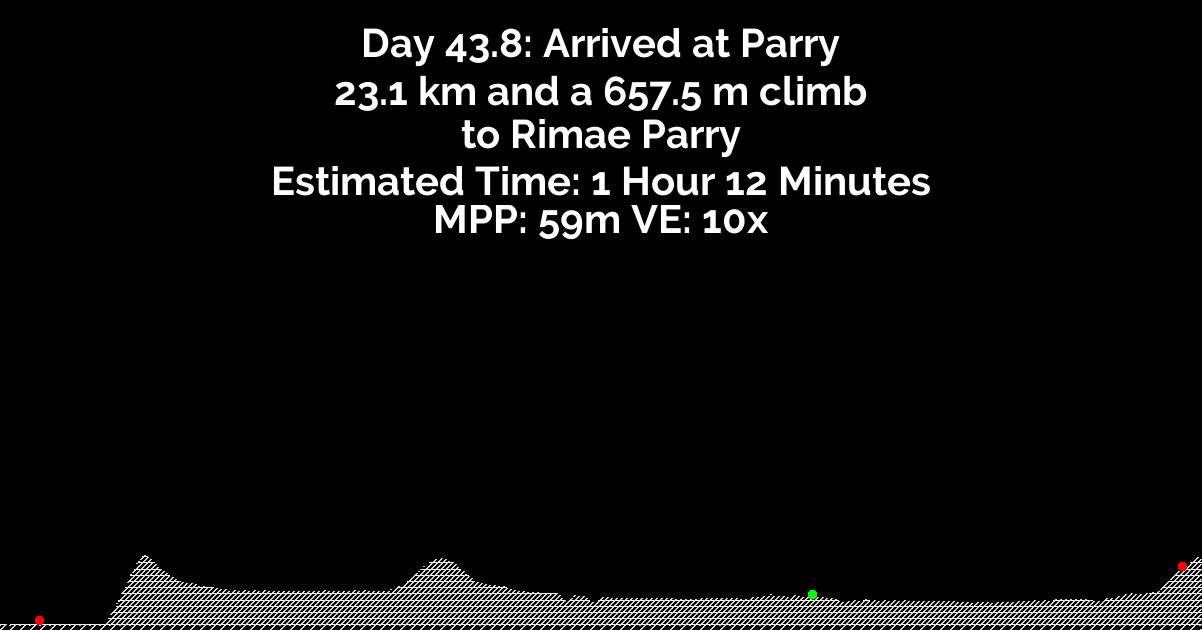 Day 43.8: Arrived at Parry
23.1 km and a 657.5 m climb
to Rimae Parry
Estimated Time: 1 Hour 12 Minutes
MPP: 59m VE: 10x